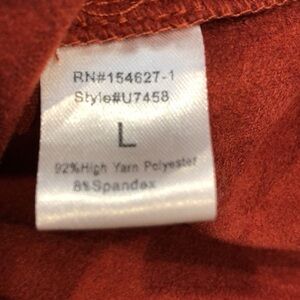 RN#154627-1
Style#U7458
L
92%High Yarn Polyester
8%Spandex